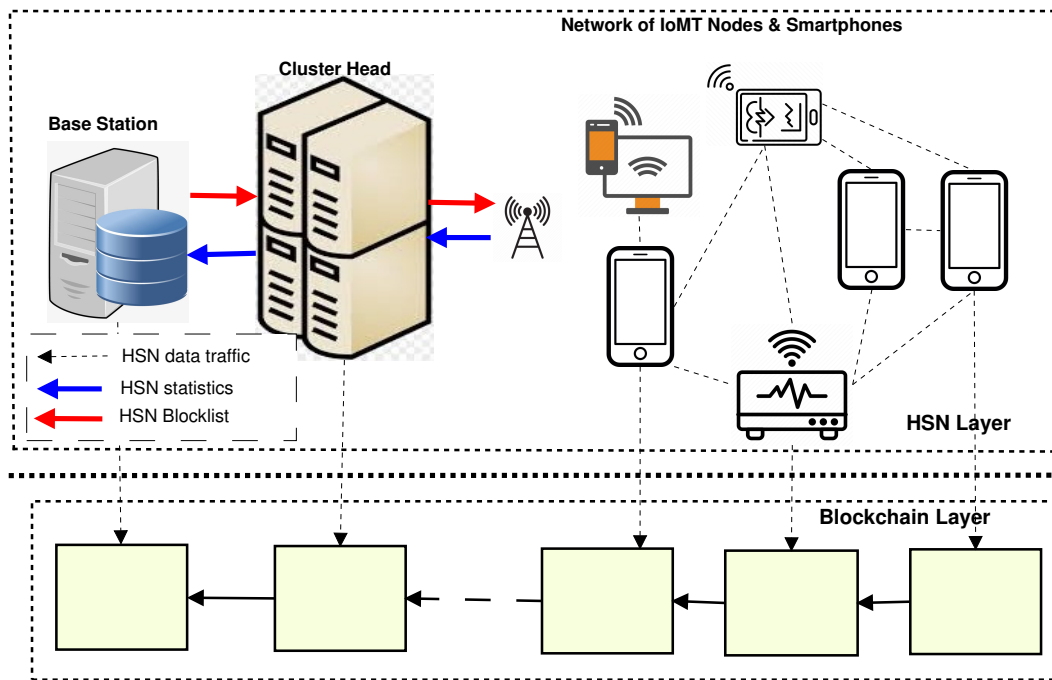 Network of IoMT Nodes & Smartphones
Cluster Head
Base Station
HSN data traffic
HSN statistics
HSN Blocklist
HSN Layer
Blockchain Layer